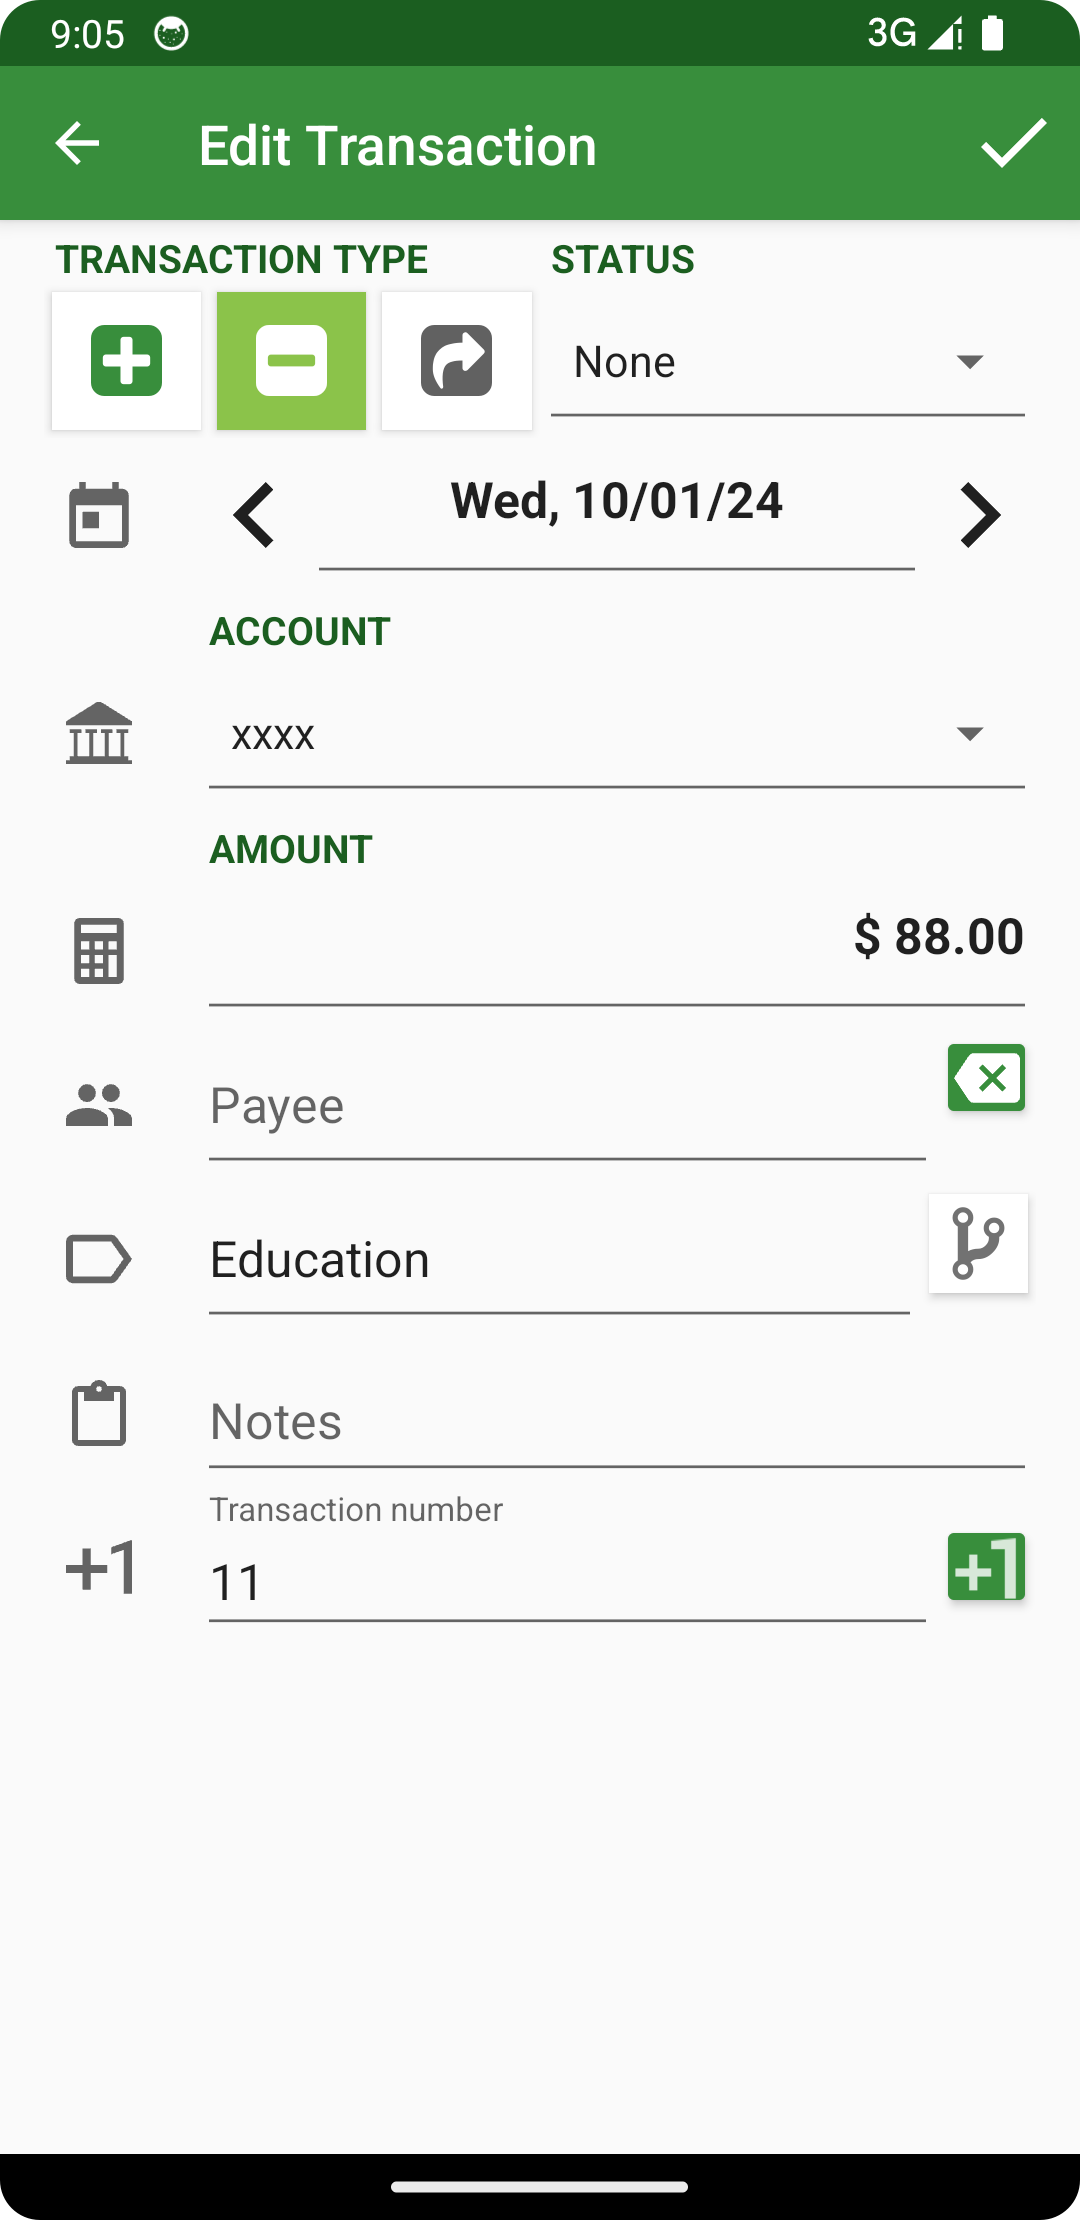 9:05 3G
Edit Transaction
TRANSACTION TYPE STATUS
None
Wed, 10/01/24
ACCOUNT
xxxx
AMOUNT
$ 88.00
Payee
Education
Notes
Transaction number
+1 11 +1